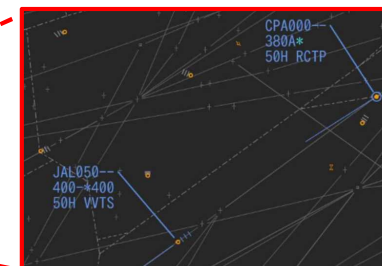 CPA000--
380A*
50H RCTP
JAL050--
400-*400
50H VVTS